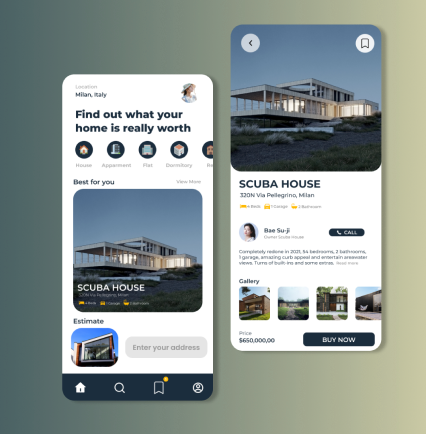 Location
Milan, Italy
Find out what your
home is really worth
House Apparment Flat Dormitury
Best for you View More
SCUBA HOUSE
320N Via Pellegrino, Milan
4 Beds 1 Garage 2 Bathroom
Estimate
Enter your address
SCUBA HOUSE
320N Via Pellegrino, Milan
4 Beds 1 Garage 2 Bathroom
Bae Su-ji
Owner Scuba House
CALL
Completely redone in 2021, 54 bedrooms, 2 bathrooms,
1 garage, amazing curb appeal and entertain areawater
views. Tums of built-ins and some extras. Read more
Gallery
Price
$650,000,00
BUY NOW